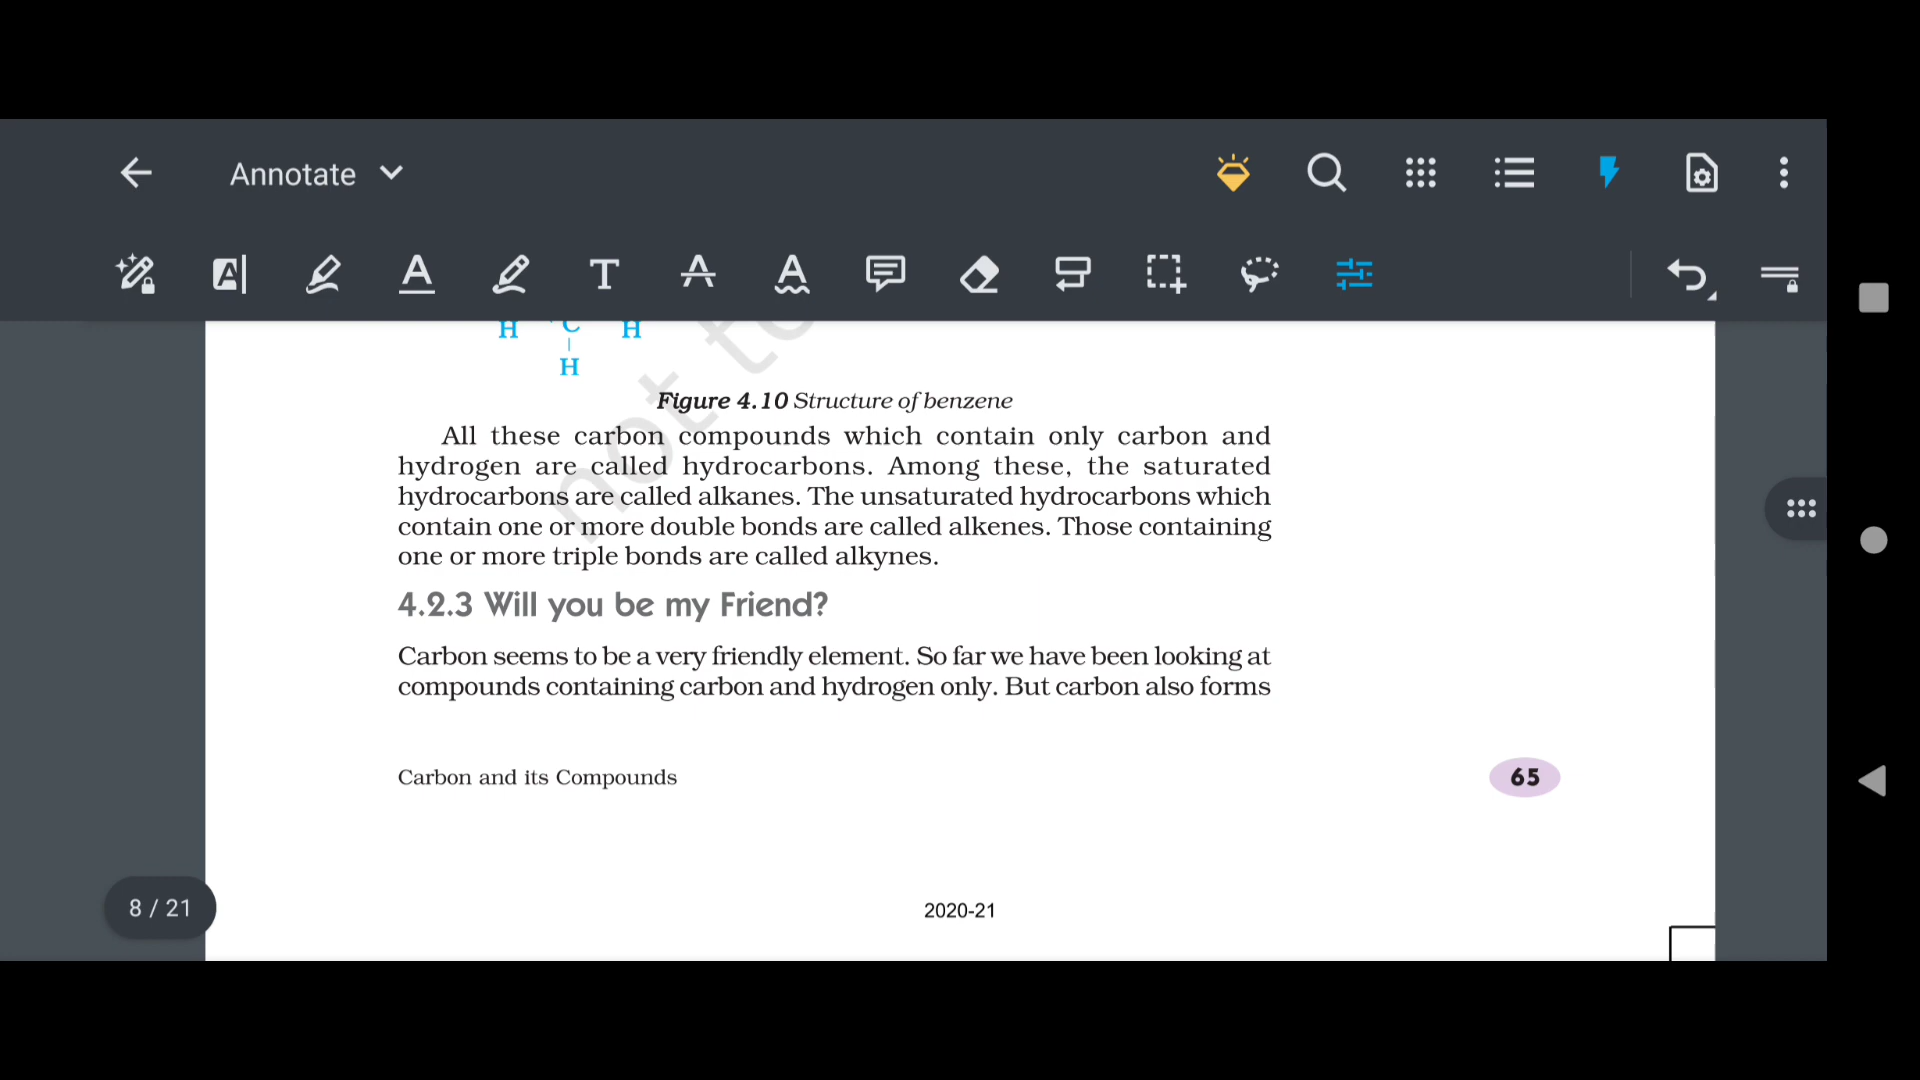 Annotate
H C H
H
not to
Figure 4.10 Structure of benzene
All these carbon compounds which contain only carbon and
hydrogen are called hydrocarbons. Among these, the saturated
hydrocarbons are called alkanes. The unsaturated hydrocarbons which
contain one or more double bonds are called alkenes. Those containing
one or more triple bonds are called alkynes.
4.2.3 Will you be my Friend?
Carbon seems to be a very friendly element. So far we have been looking at
compounds containing carbon and hydrogen only. But carbon also forms
Carbon and its Compounds
65
8 / 21
2020-21